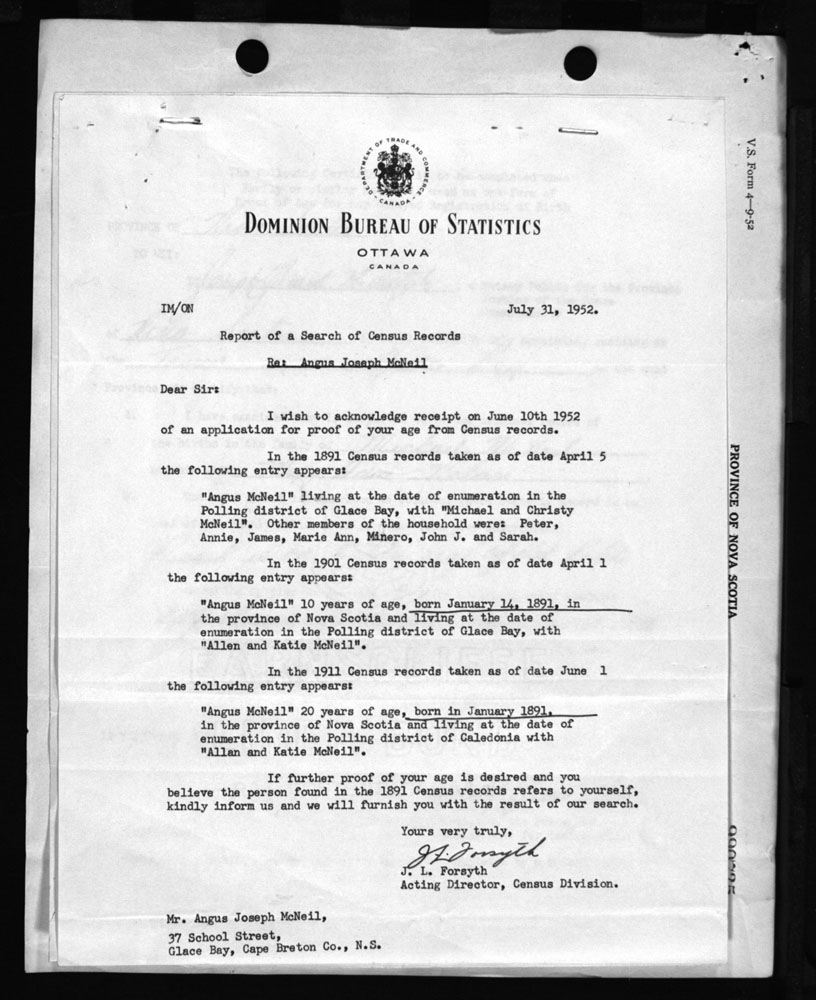 DEPARTMENT OF TRADE AND COMMERCE
CANADA
DOMINION BUREAU OF STATISTICS
OTTAWA
CANADA
IM/ON
July 31, 1952.
Report of a Search of Census Records
Re: Angus Joseph McNeil
Dear Sir:
I wish to acknowledge receipt on June 10th 1952
of an application for proof of your age from Census records.
In the 1891 Census records taken as of date April 5
the following entry appears:
"Angus McNeil" living at the date of enumeration in the
Polling district of Glace Bay, with "Michael and Christy
McNeil". Other members of the household were: Peter,
Annie, James, Marie Ann, Minero, John J. and Sarah.
In the 1901 Census records taken as of date April 1
the following entry appears:
"Angus McNeil" 10 years of age, born January 14, 1891, in
the province of Nova Scotia and living at the date of
enumeration in the Polling district of Glace Bay, with
"Allen and Katie McNeil".
In the 1911 Census records taken as of date June 1
the following entry appears:
"Angus McNeil" 20 years of age, born in January 1891,
in the province of Nova Scotia and living at the date of
enumeration in the Polling district of Caledonia with
"Allan and Katie McNeil".
If further proof of your age is desired and you
believe the person found in the 1891 Census records refers to yourself,
kindly inform us and we will furnish you with the result of our search.
Yours very truly,
J. L. Forsyth
J. L. Forsyth
Acting Director, Census Division.
Mr. Angus Joseph McNeil,
37 School Street,
Glace Bay, Cape Breton Co., N.S.
V.S. Form 4—9-52
PROVINCE OF NOVA SCOTIA